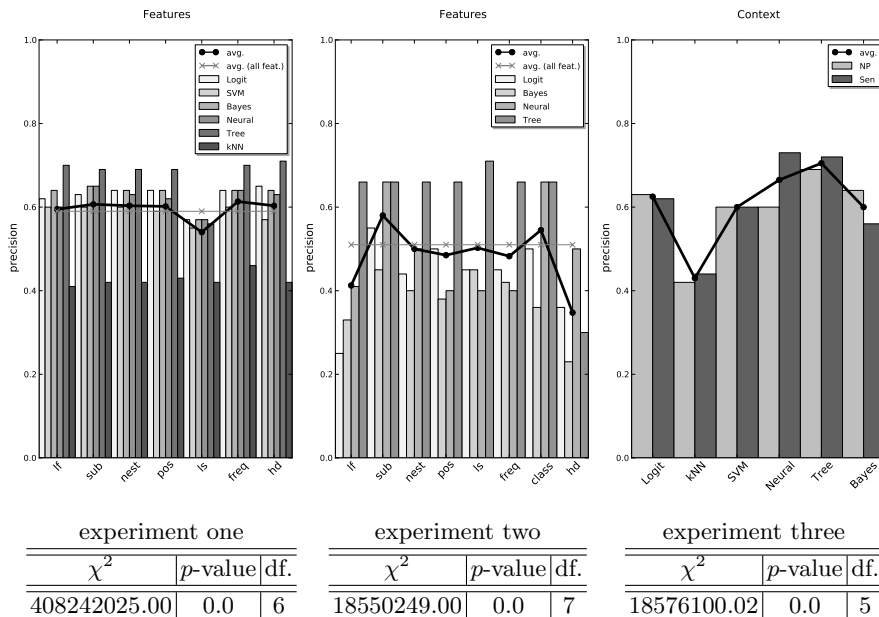 Features
precision
1.0
0.8
0.6
0.4
0.2
0.0
avg.
avg. (all feat.)
Logit
SVM
Bayes
Neural
Tree
kNN
lf
sub
nest
pos
ls
freq
hd
Features
precision
1.0
0.8
0.6
0.4
0.2
0.0
avg.
avg. (all feat.)
Logit
Bayes
Neural
Tree
lf
sub
nest
pos
ls
freq
class
hd
Context
precision
1.0
0.8
0.6
0.4
0.2
0.0
avg.
NP
Sen
Logit
kNN
SVM
Neural
Tree
Bayes
experiment one
χ² p-value df.
408242025.00 0.0 6
experiment two
χ² p-value df.
18550249.00 0.0 7
experiment three
χ² p-value df.
18576100.02 0.0 5